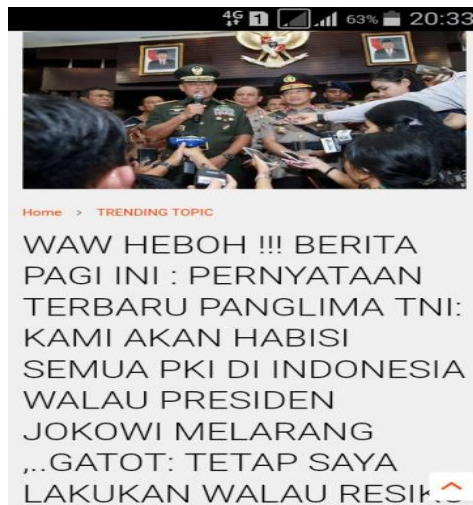 4G 1 63% 20:33
Home > TRENDING TOPIC
WAW HEBOH !!! BERITA
PAGI INI : PERNYATAAN
TERBARU PANGLIMA TNI:
KAMI AKAN HABISI
SEMUA PKI DI INDONESIA
WALAU PRESIDEN
JOKOWI MELARANG
,..GATOT: TETAP SAYA
LAKUKAN WALAU RESIKO